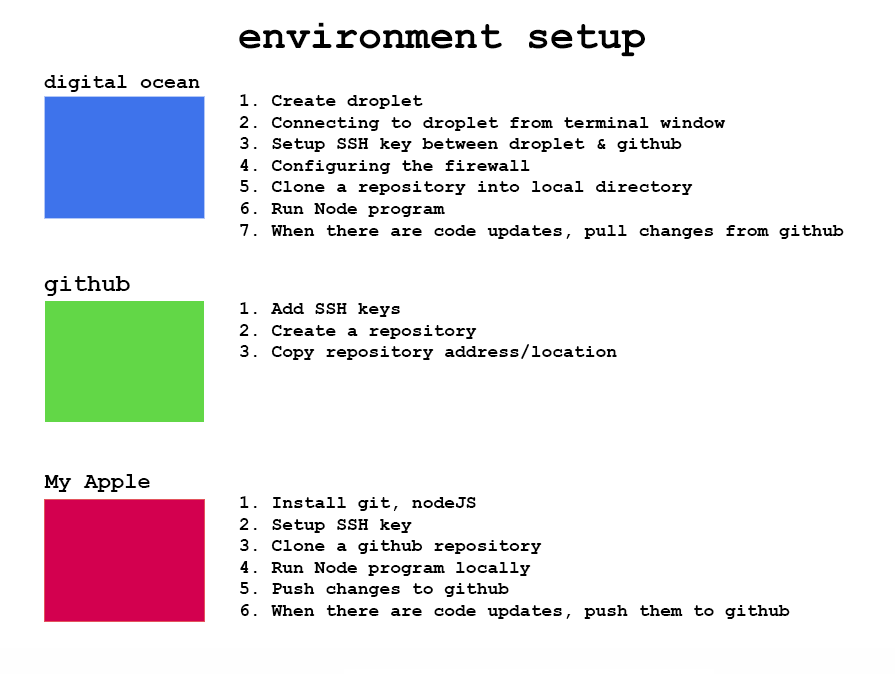 environment setup
digital ocean
1. Create droplet
2. Connecting to droplet from terminal window
3. Setup SSH key between droplet & github
4. Configuring the firewall
5. Clone a repository into local directory
6. Run Node program
7. When there are code updates, pull changes from github
github
1. Add SSH keys
2. Create a repository
3. Copy repository address/location
My Apple
1. Install git, nodeJS
2. Setup SSH key
3. Clone a github repository
4. Run Node program locally
5. Push changes to github
6. When there are code updates, push them to github